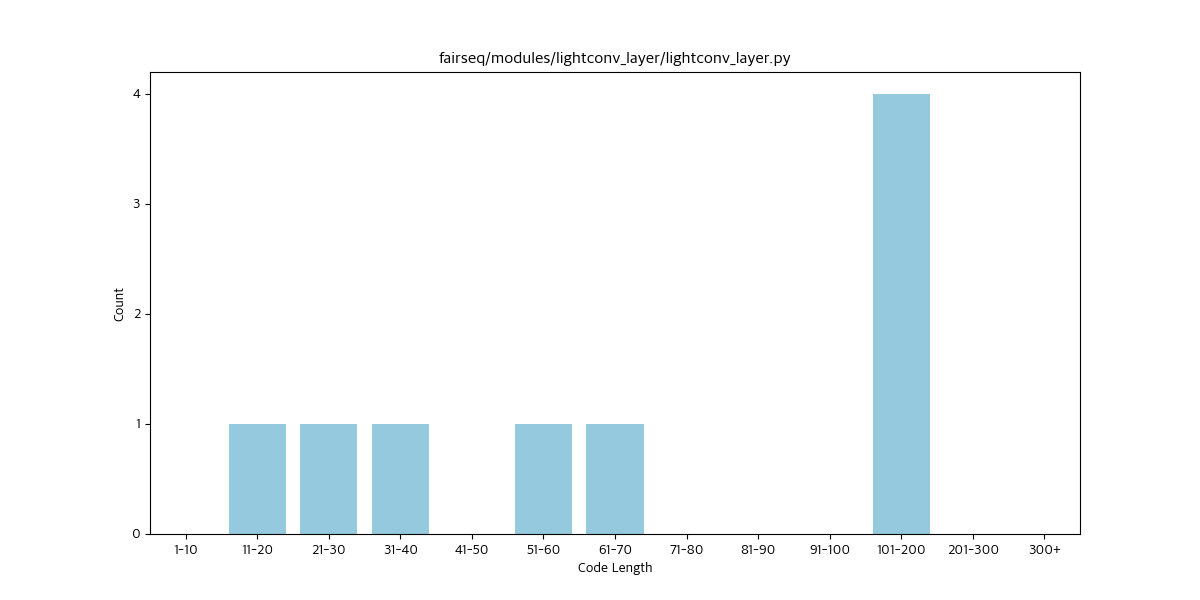 fairseq/modules/lightconv_layer/lightconv_layer.py
4
3
2
1
0
Count
1-10 11-20 21-30 31-40 41-50 51-60 61-70 71-80 81-90 91-100 101-200 201-300 300+
Code Length